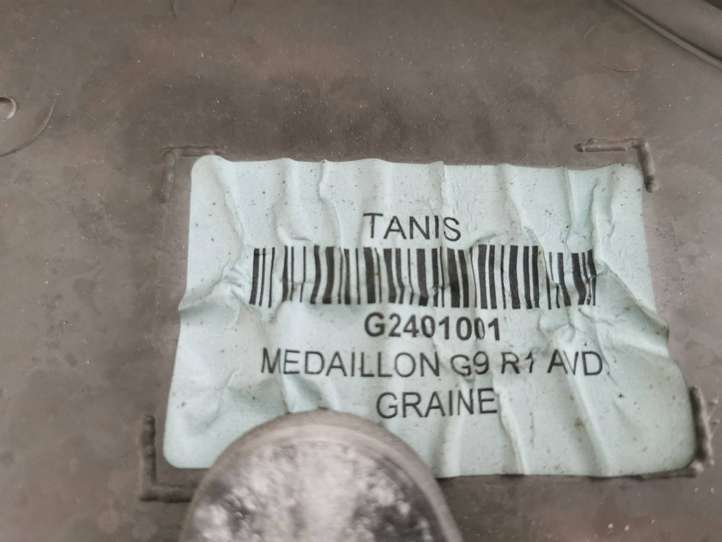 TANIS
G2401001
MEDAILLON G9 R1 AVD
GRAINE